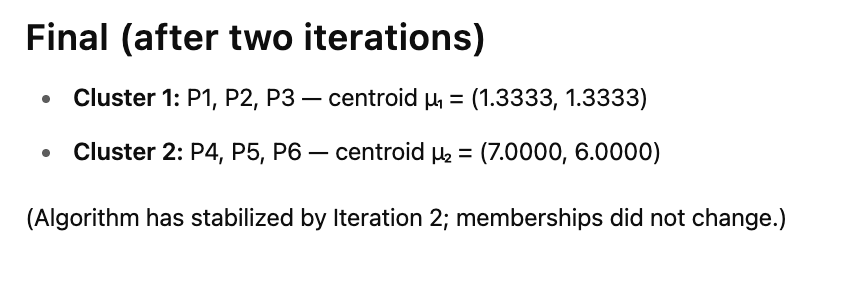 Final (after two iterations)
• Cluster 1: P1, P2, P3 — centroid μ₁ = (1.3333, 1.3333)
• Cluster 2: P4, P5, P6 — centroid μ₂ = (7.0000, 6.0000)
(Algorithm has stabilized by Iteration 2; memberships did not change.)